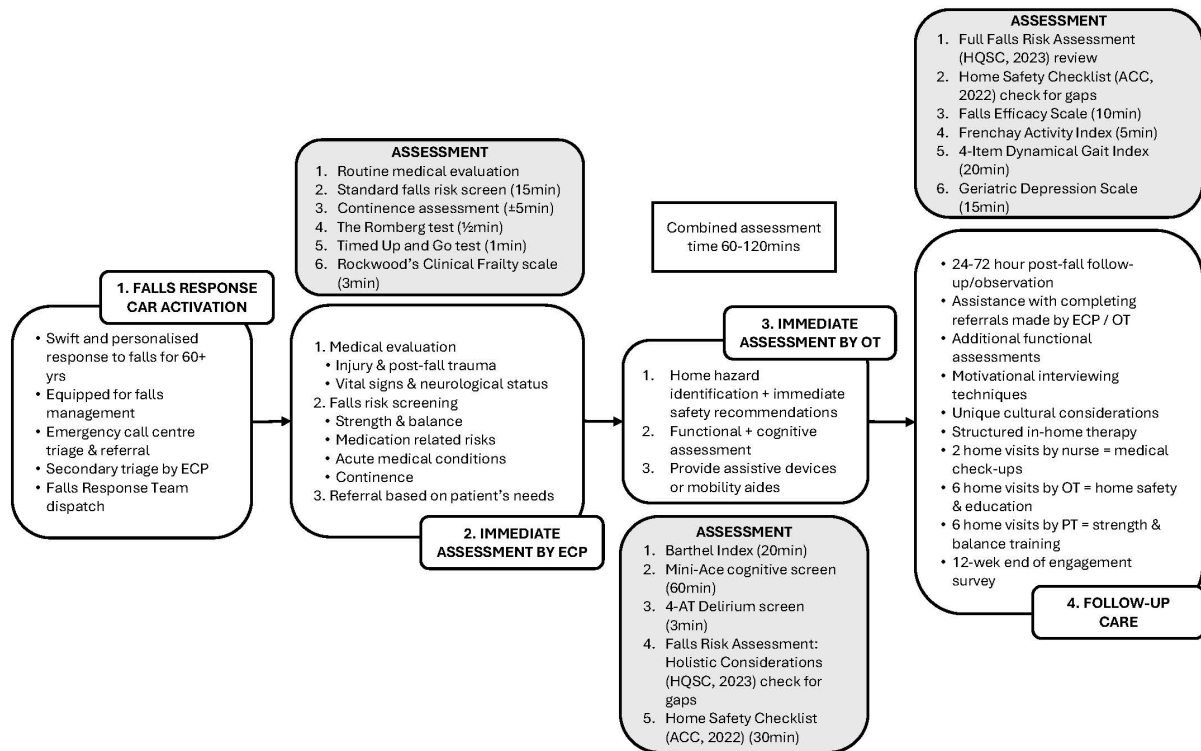 1. FALLS RESPONSE
CAR ACTIVATION
• Swift and personalised
response to falls for 60+
yrs
• Equipped for falls
management
• Emergency call centre
triage & referral
• Secondary triage by ECP
• Falls Response Team
dispatch
ASSESSMENT
1. Routine medical evaluation
2. Standard falls risk screen (15min)
3. Continence assessment (±5min)
4. The Romberg test (½min)
5. Timed Up and Go test (1min)
6. Rockwood's Clinical Frailty scale
(3min)
1. Medical evaluation
• Injury & post-fall trauma
• Vital signs & neurological status
2. Falls risk screening
• Strength & balance
• Medication related risks
• Acute medical conditions
• Continence
3. Referral based on patient's needs
2. IMMEDIATE
ASSESSMENT BY ECP
Combined assessment
time 60-120mins
3. IMMEDIATE
ASSESSMENT BY OT
1. Home hazard
identification + immediate
safety recommendations
2. Functional + cognitive
assessment
3. Provide assistive devices
or mobility aides
ASSESSMENT
1. Barthel Index (20min)
2. Mini-Ace cognitive screen
(60min)
3. 4-AT Delirium screen
(3min)
4. Falls Risk Assessment:
Holistic Considerations
(HQSC, 2023) check for
gaps
5. Home Safety Checklist
(ACC, 2022) (30min)
ASSESSMENT
1. Full Falls Risk Assessment
(HQSC, 2023) review
2. Home Safety Checklist (ACC,
2022) check for gaps
3. Falls Efficacy Scale (10min)
4. Frenchay Activity Index (5min)
5. 4-Item Dynamical Gait Index
(20min)
6. Geriatric Depression Scale
(15min)
• 24-72 hour post-fall follow-
up/observation
• Assistance with completing
referrals made by ECP / OT
• Additional functional
assessments
• Motivational interviewing
techniques
• Unique cultural considerations
• Structured in-home therapy
• 2 home visits by nurse = medical
check-ups
• 6 home visits by OT = home safety
& education
• 6 home visits by PT = strength &
balance training
• 12-wek end of engagement
survey
4. FOLLOW-UP
CARE